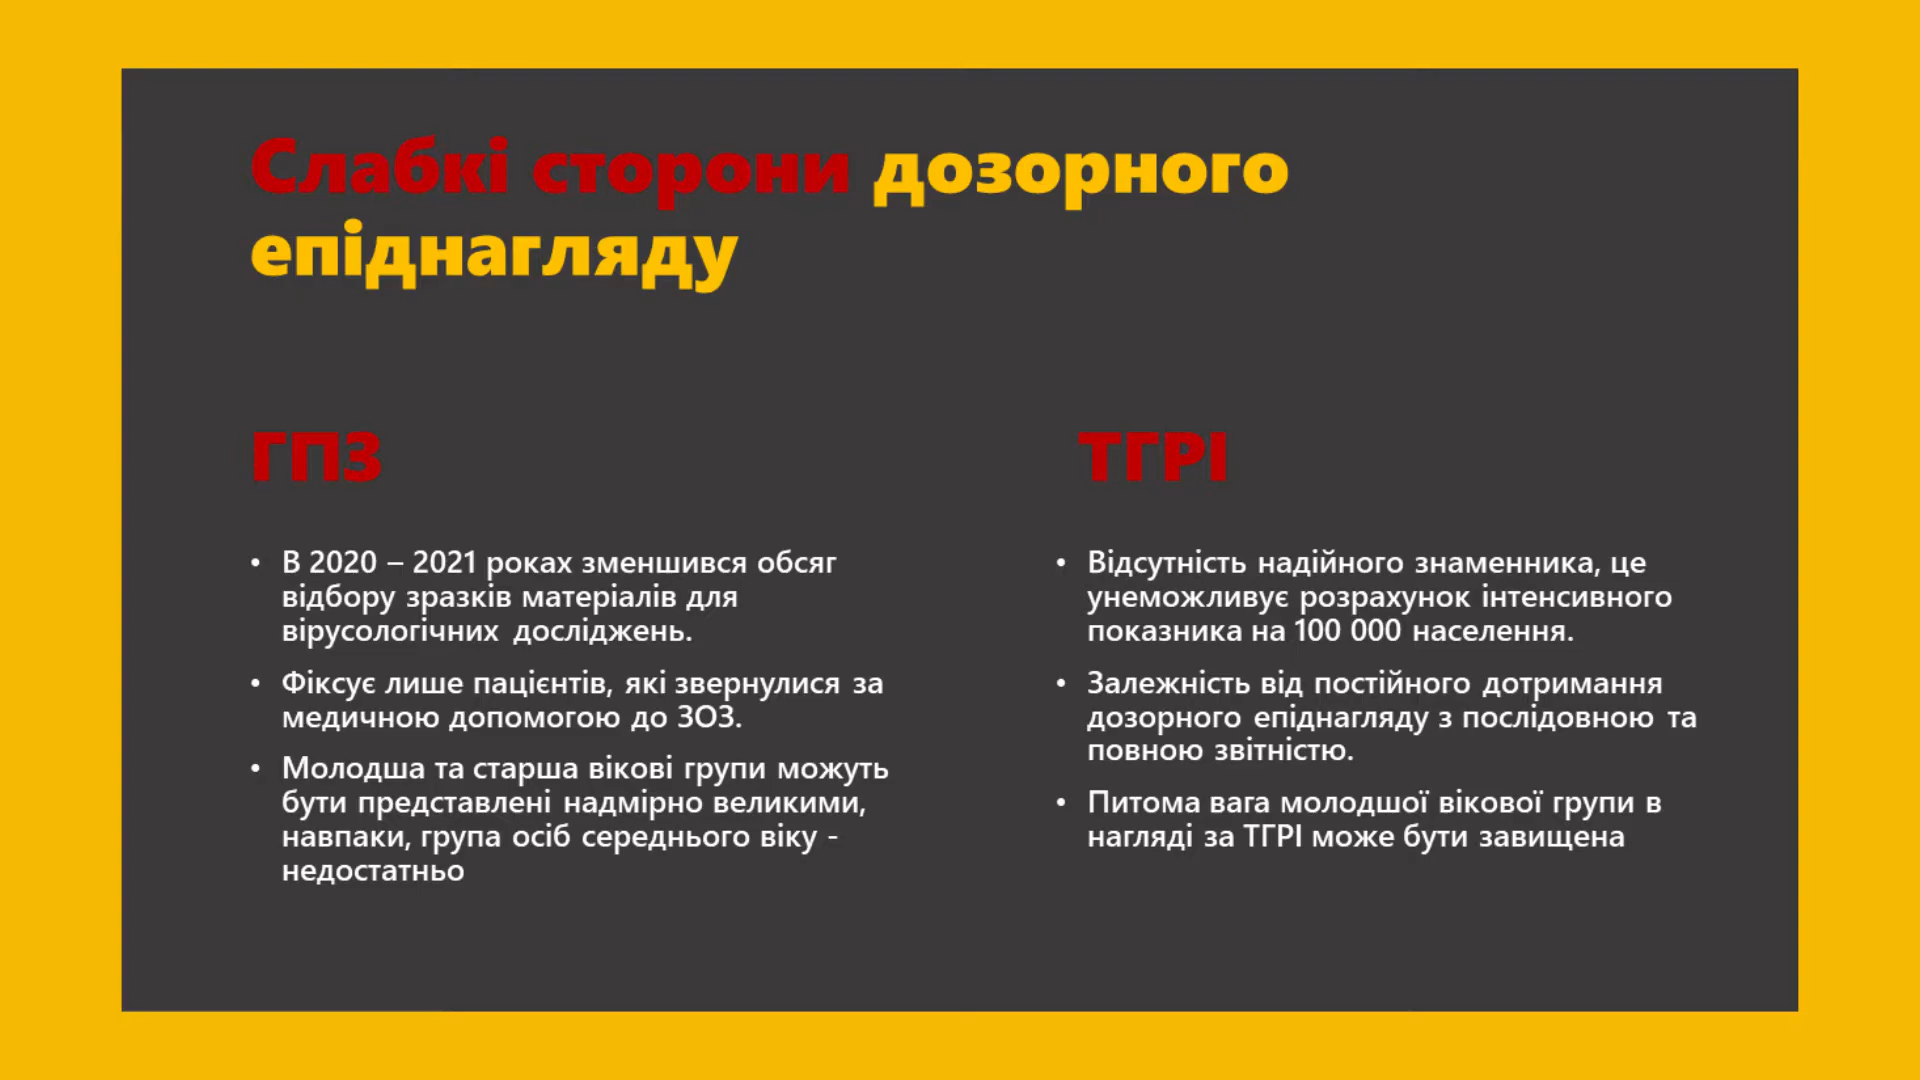 Слабкі сторони дозорного
епіднагляду
ГПЗ
• В 2020 – 2021 роках зменшився обсяг
відбору зразків матеріалів для
вірусологічних досліджень.
• Фіксує лише пацієнтів, які звернулися за
медичною допомогою до ЗОЗ.
• Молодша та старша вікові групи можуть
бути представлені надмірно великими,
навпаки, група осіб середнього віку -
недостатньо
ТГРІ
• Відсутність надійного знаменника, це
унеможливує розрахунок інтенсивного
показника на 100 000 населення.
• Залежність від постійного дотримання
дозорного епіднагляду з послідовною та
повною звітністю.
• Питома вага молодшої вікової групи в
нагляді за ТГРІ може бути завищена